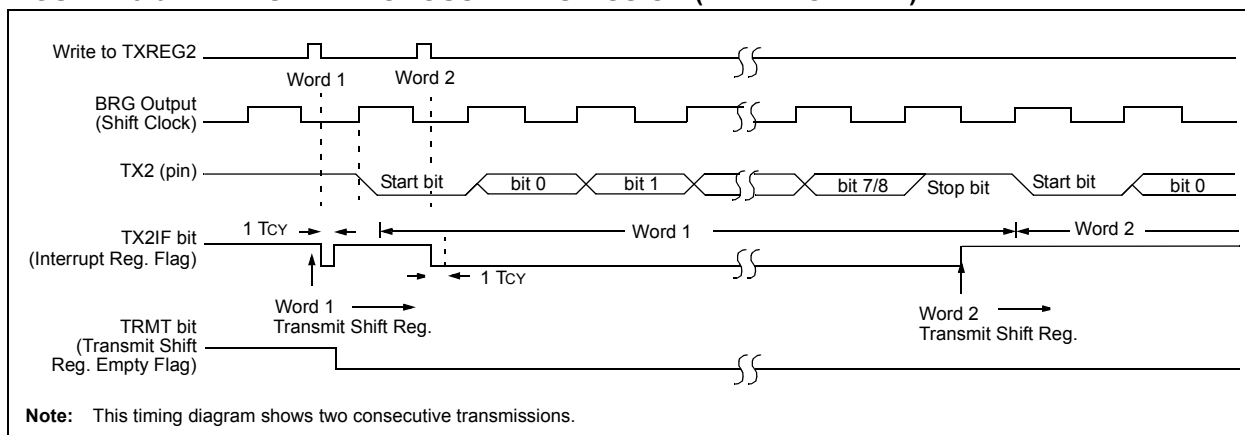 Write to TXREG2
Word 1
Word 2
BRG Output
(Shift Clock)
TX2 (pin)
Start bit
bit 0
bit 1
bit 7/8
Stop bit
Start bit
bit 0
1 TCY
Word 1
Word 2
TX2IF bit
(Interrupt Reg. Flag)
1 TCY
Word 1
Transmit Shift Reg.
Word 2
Transmit Shift Reg.
TRMT bit
(Transmit Shift
Reg. Empty Flag)
Note: This timing diagram shows two consecutive transmissions.